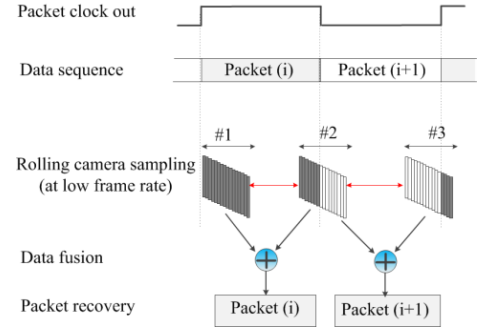 Packet clock out
Data sequence
Packet (i)
Packet (i+1)
#1
#2
#3
Rolling camera sampling
(at low frame rate)
Data fusion
Packet recovery
Packet (i)
Packet (i+1)